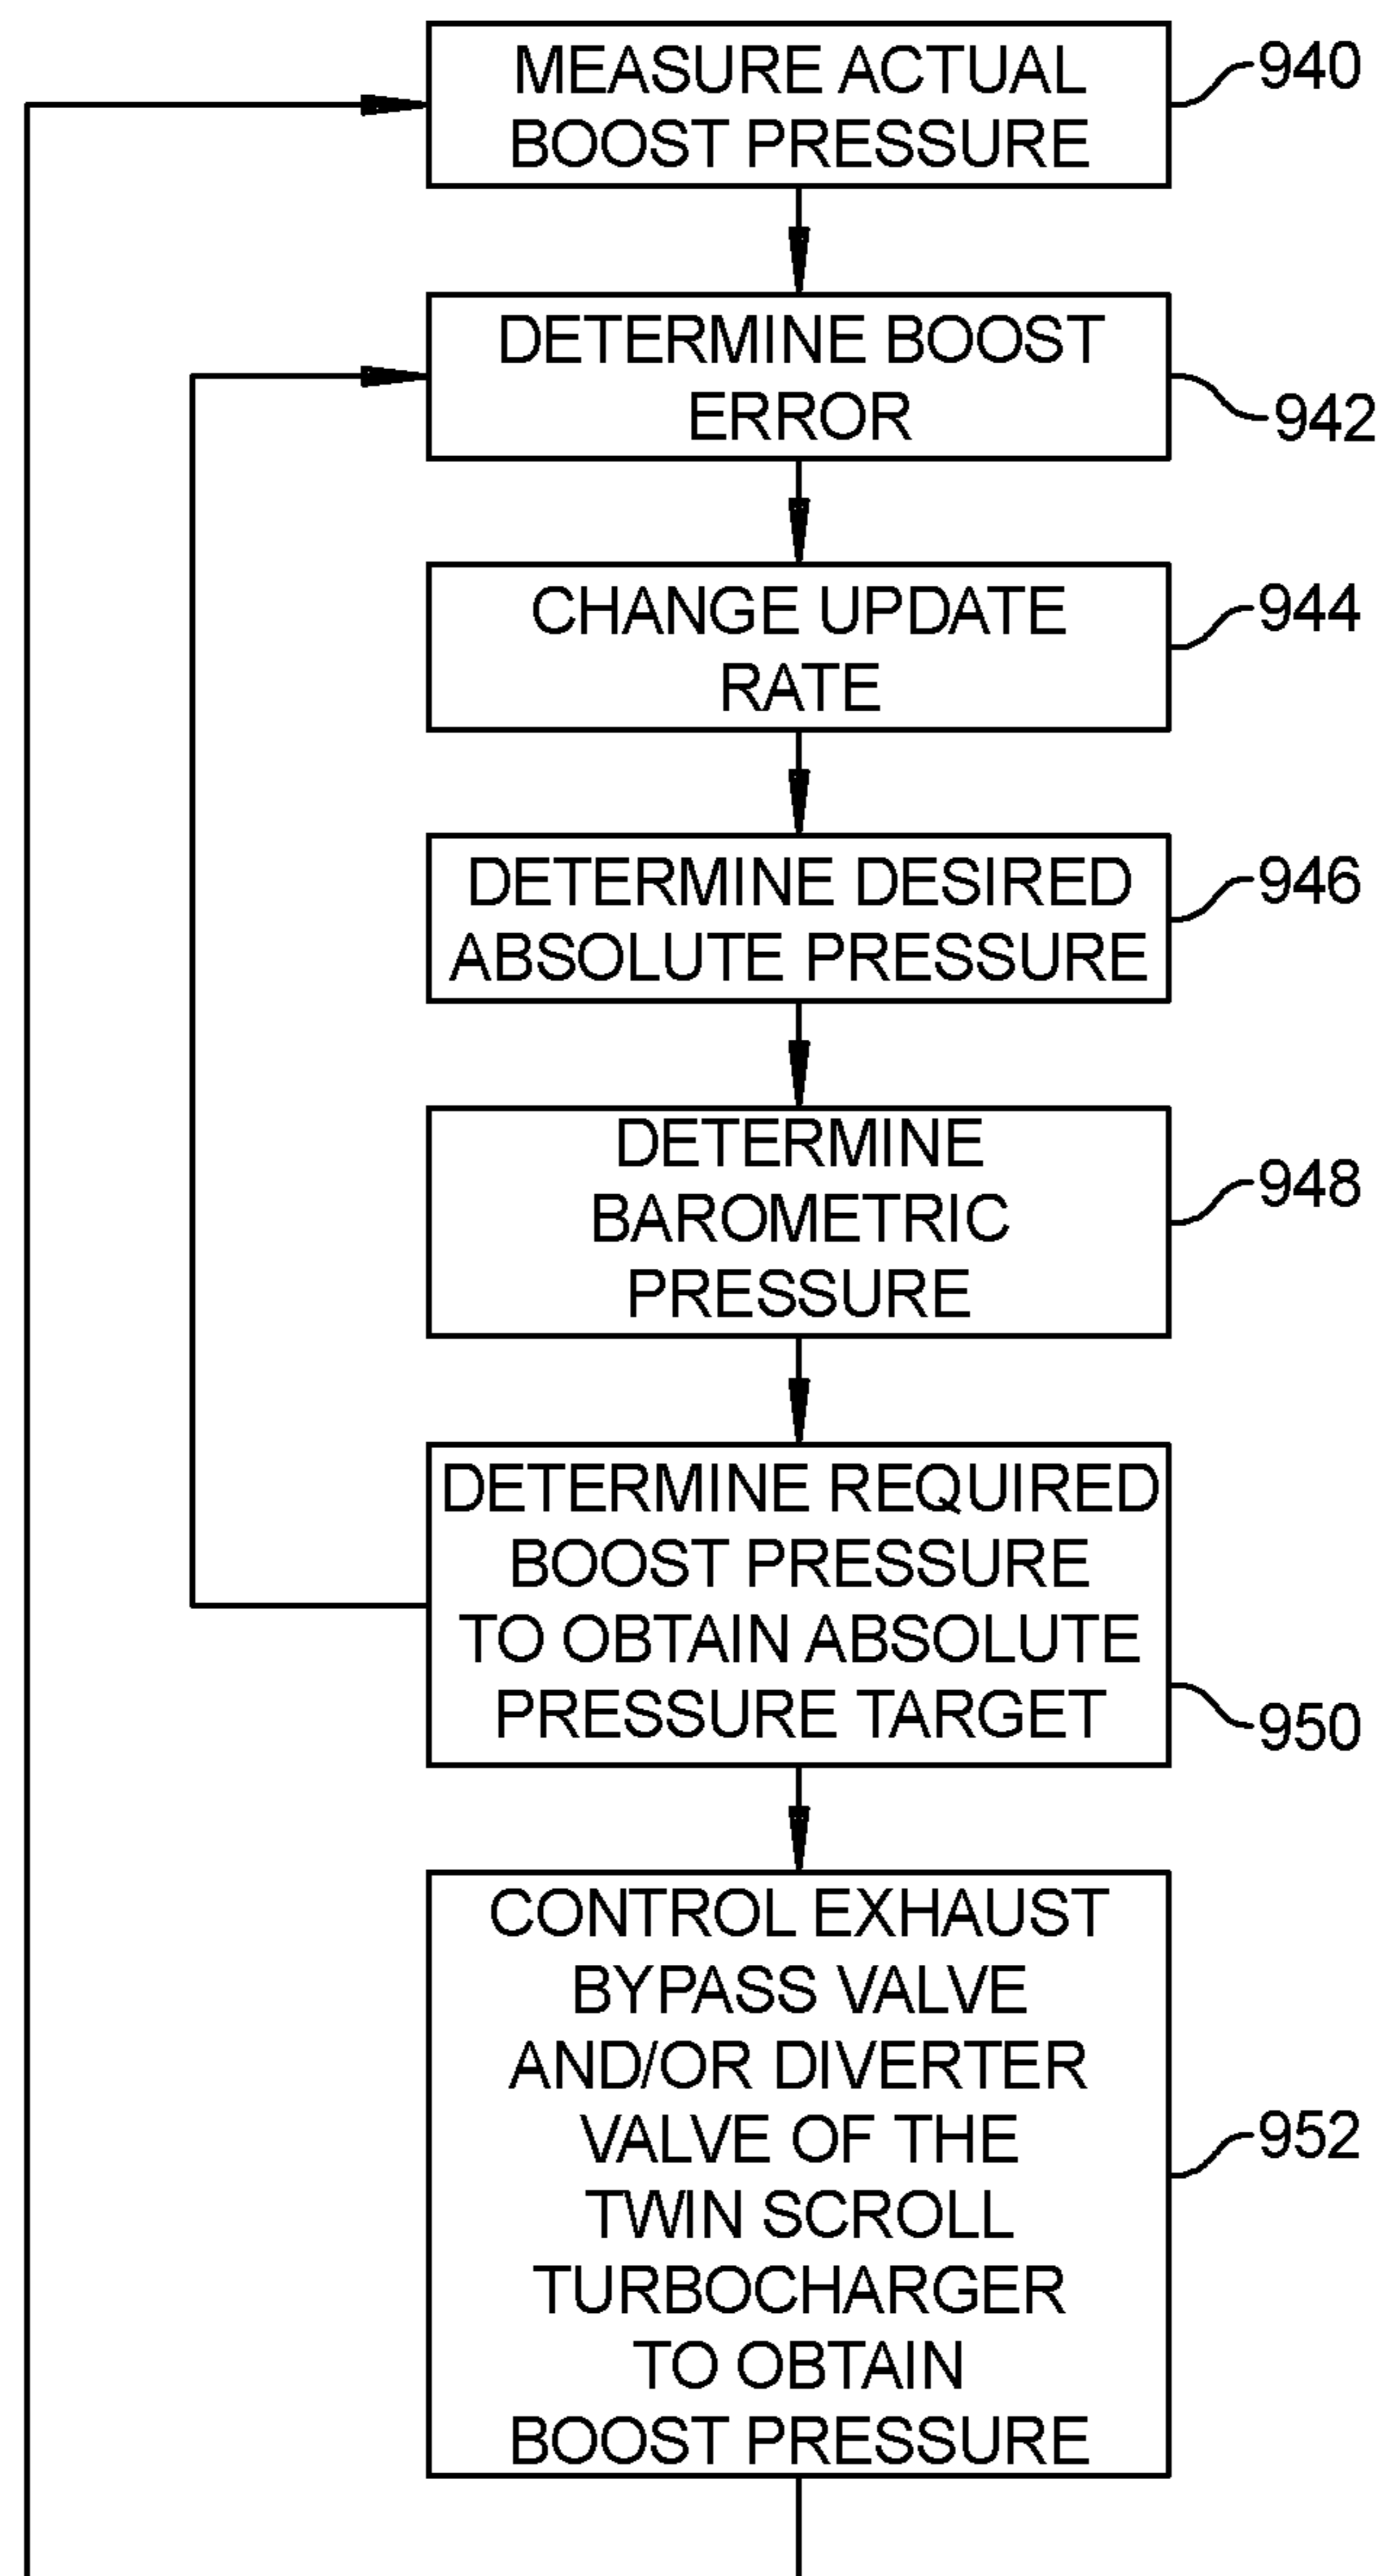 MEASURE ACTUAL
BOOST PRESSURE
940
DETERMINE BOOST
ERROR
942
CHANGE UPDATE
RATE
944
DETERMINE DESIRED
ABSOLUTE PRESSURE
946
DETERMINE
BAROMETRIC
PRESSURE
948
DETERMINE REQUIRED
BOOST PRESSURE
TO OBTAIN ABSOLUTE
PRESSURE TARGET
950
CONTROL EXHAUST
BYPASS VALVE
AND/OR DIVERTER
VALVE OF THE
TWIN SCROLL
TURBOCHARGER
TO OBTAIN
BOOST PRESSURE
952